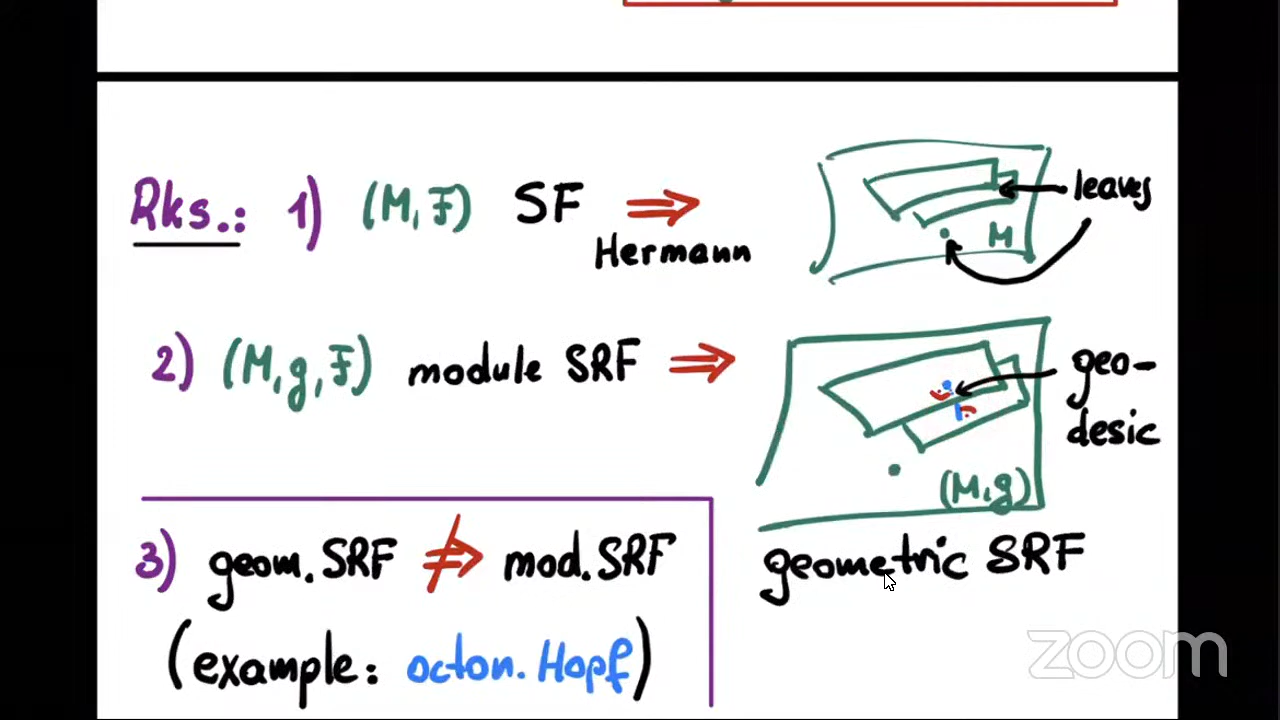 Rks.: 1) (M, F) SF ⇒
Hermann
leaves
M
2) (M, g, F) module SRF ⇒
geo-
desic
(M, g)
geometric SRF
3) geom. SRF ⇏ mod. SRF
(example: octon. Hopf)
zoom